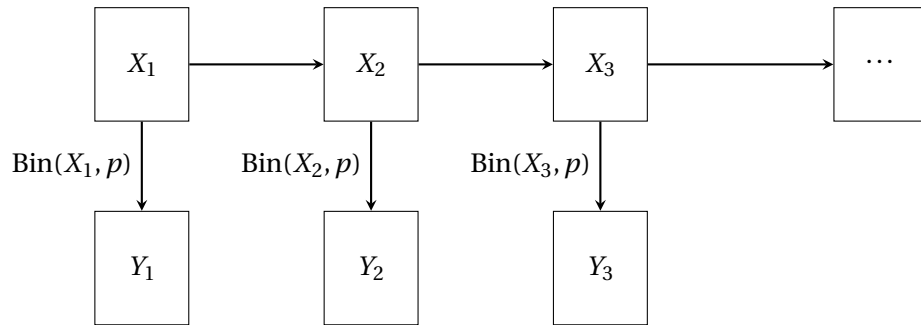 X₁ X₂ X₃ ⋯
Bin(X₁, p) Bin(X₂, p) Bin(X₃, p)
Y₁ Y₂ Y₃